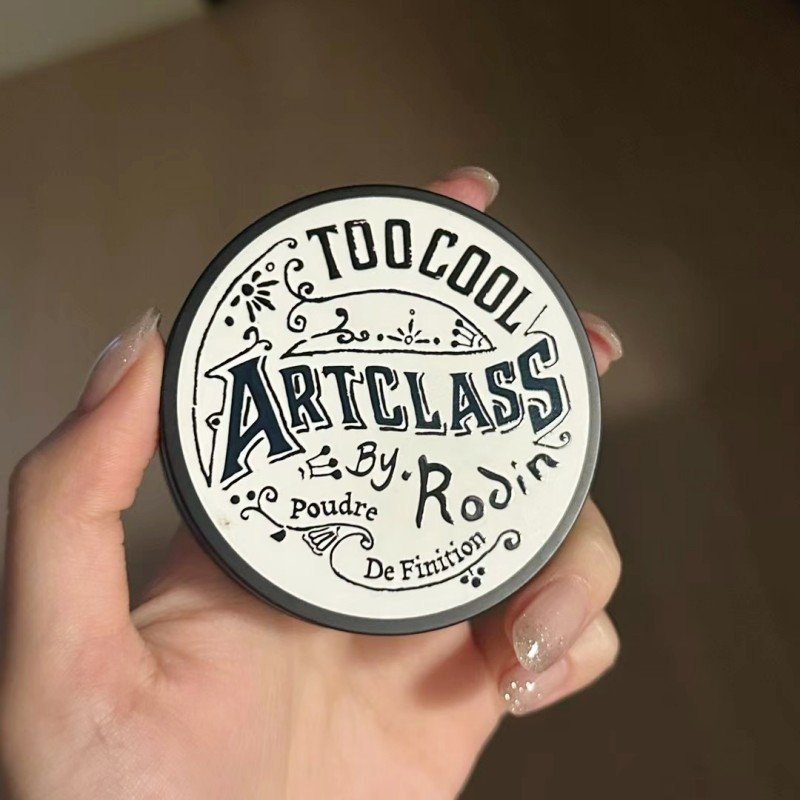 TOO COOL
ARTCLASS
By. Rodin
Poudre
De Finition